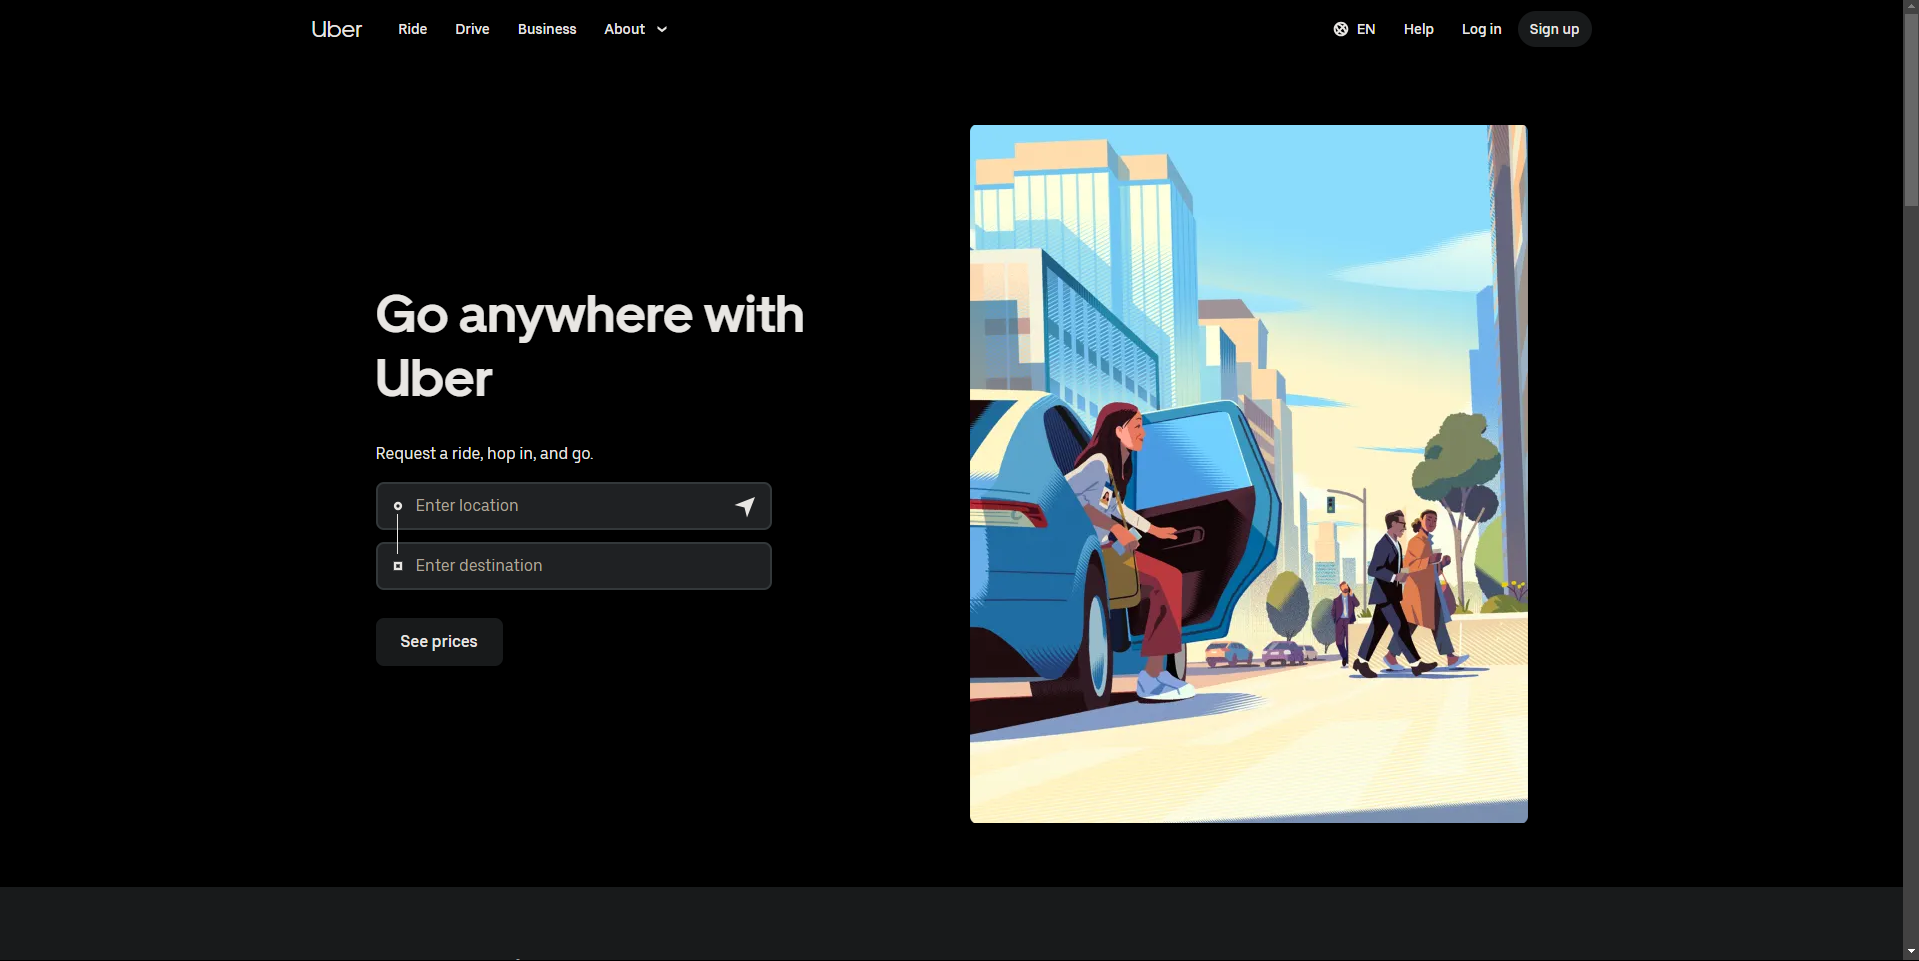 Uber
Ride
Drive
Business
About
EN
Help
Log in
Sign up
Go anywhere with
Uber
Request a ride, hop in, and go.
Enter location
Enter destination
See prices